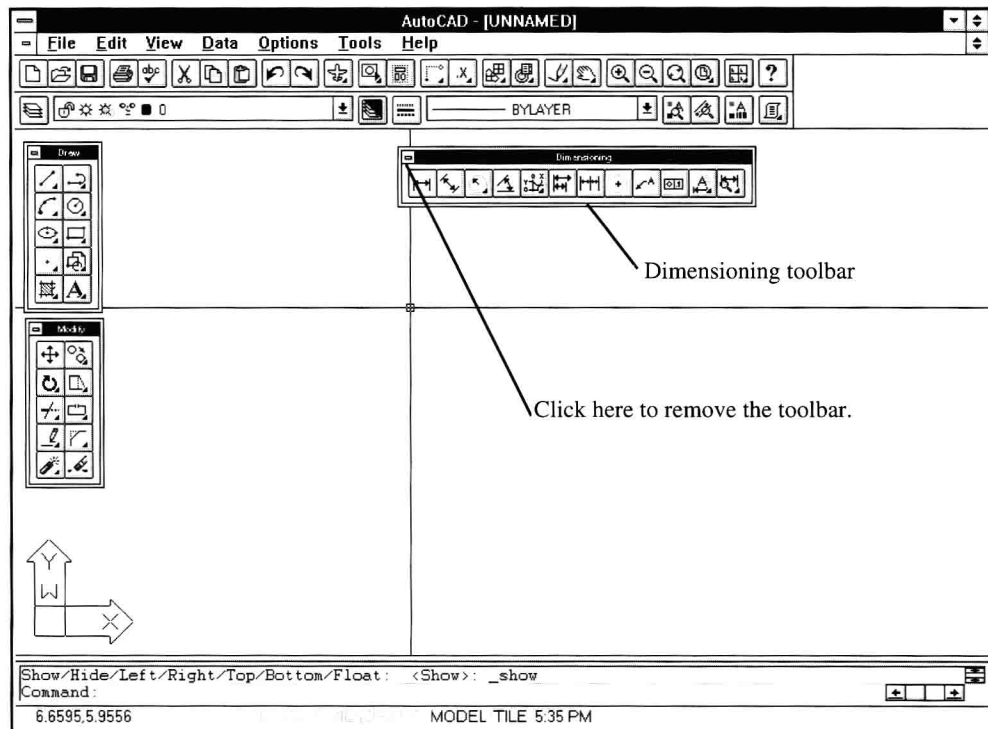 AutoCAD - [UNNAMED]
File Edit View Data Options Tools Help
abc .X ?
0 BYLAYER
Draw
Dimensioning
A
Dimensioning toolbar
Modify
Click here to remove the toolbar.
Y
W
X
Show/Hide/Left/Right/Top/Bottom/Float: <Show>: _show
Command:
6.6595,5.9556 MODEL TILE 5:35 PM